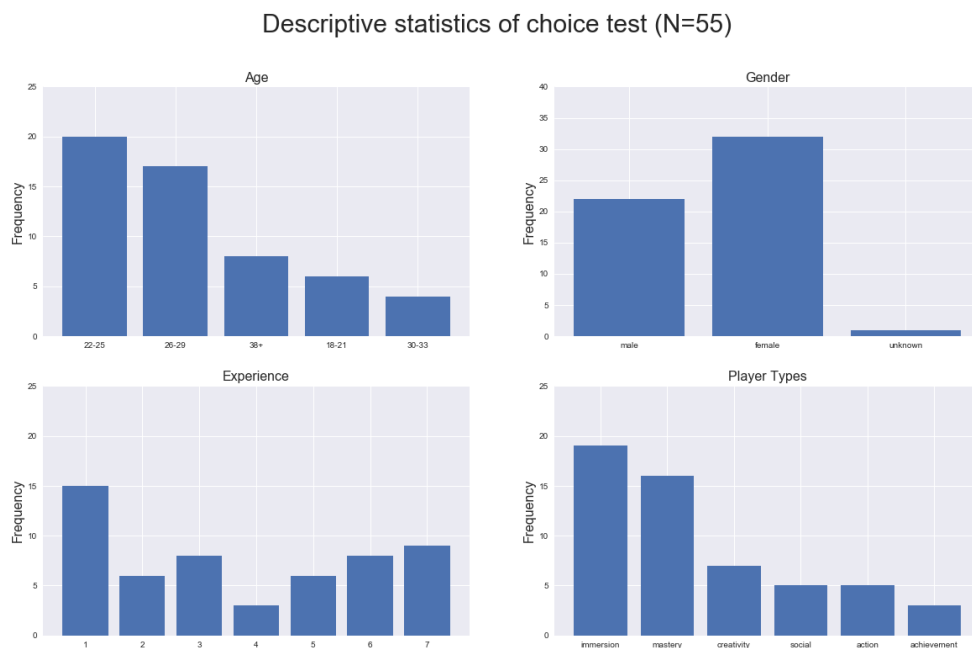 Descriptive statistics of choice test (N=55)
Age
Frequency
25
20
15
10
5
0
22-25 26-29 38+ 18-21 30-33
Gender
Frequency
40
35
30
25
20
15
10
5
0
male female unknown
Experience
Frequency
25
20
15
10
5
0
1 2 3 4 5 6 7
Player Types
Frequency
25
20
15
10
5
0
immersion mastery creativity social action achievement